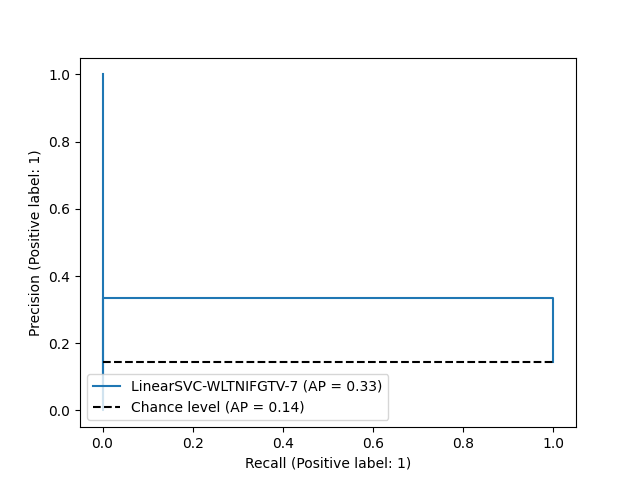 1.0
0.8
0.6
0.4
0.2
0.0
Precision (Positive label: 1)
LinearSVC-WLTNIFGTV-7 (AP = 0.33)
Chance level (AP = 0.14)
0.0 0.2 0.4 0.6 0.8 1.0
Recall (Positive label: 1)